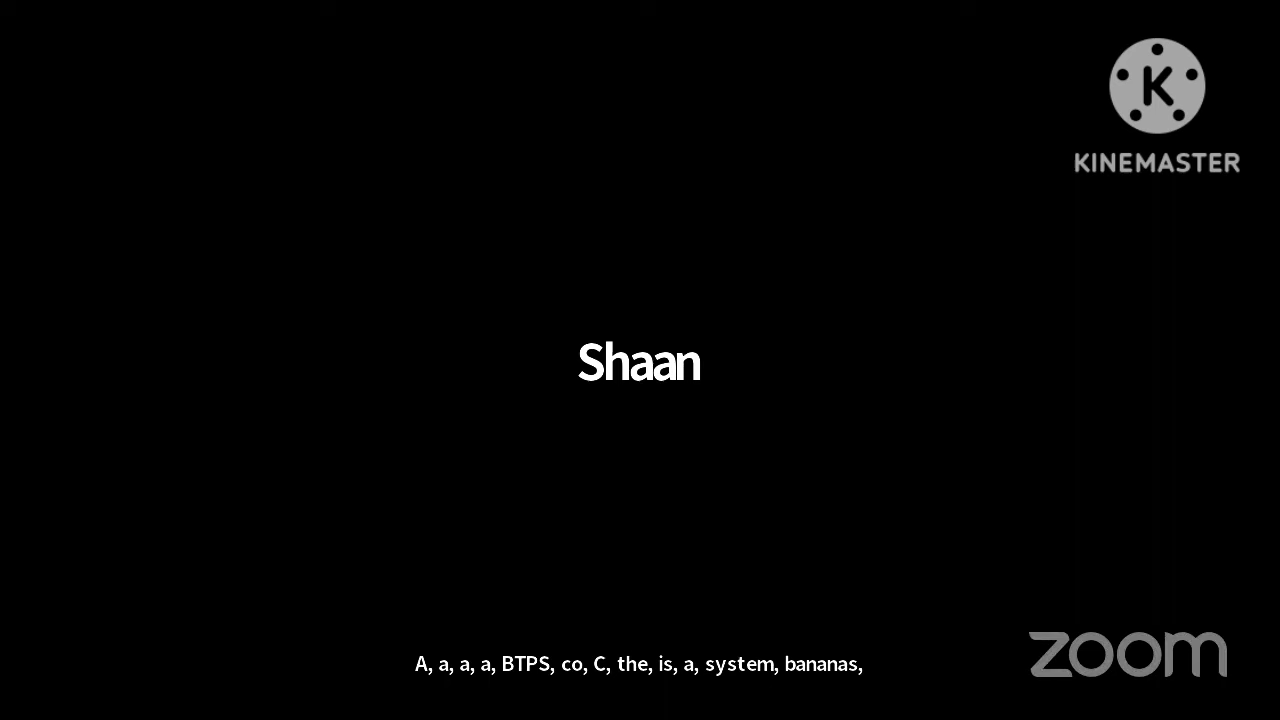 K
KINEMASTER
Shaan
A, a, a, a, BTPS, co, C, the, is, a, system, bananas,
zoom